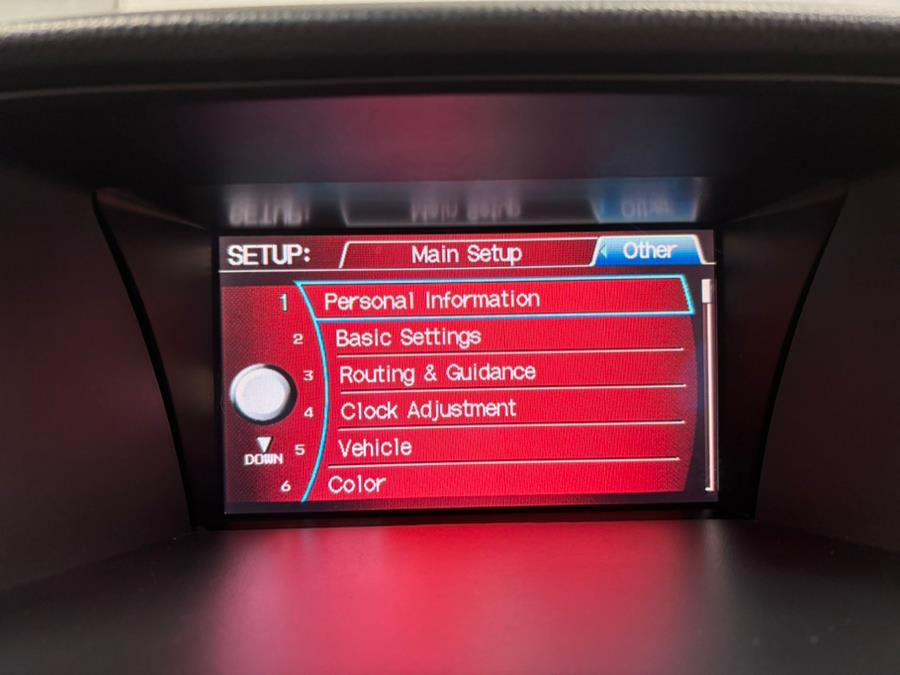 SETUP: Main Setup Other
1 Personal Information
2 Basic Settings
3 Routing & Guidance
4 Clock Adjustment
5 Vehicle
DOWN
6 Color